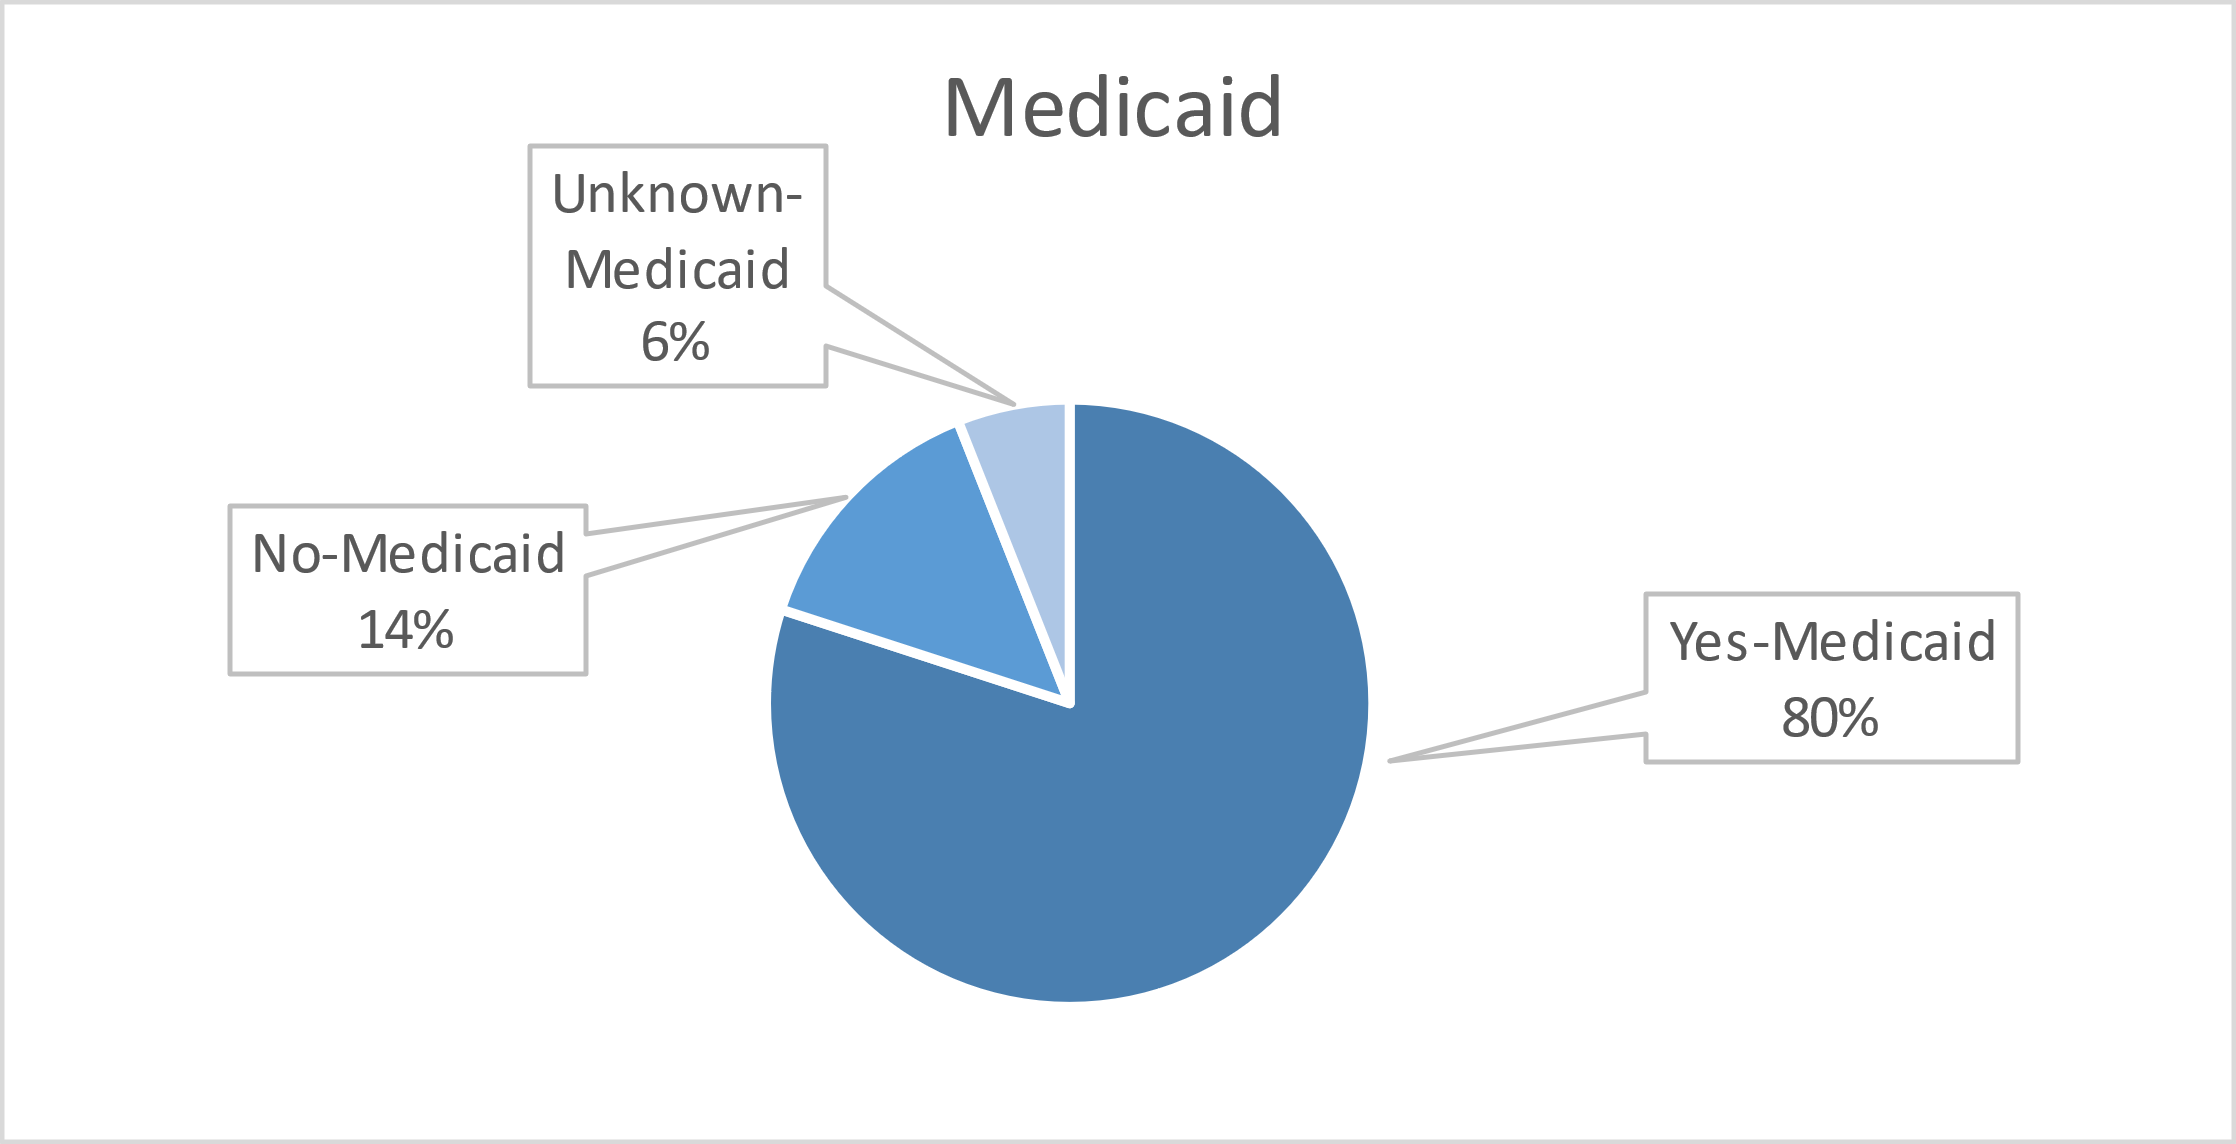 Medicaid
Unknown-
Medicaid
6%
No-Medicaid
14%
Yes-Medicaid
80%